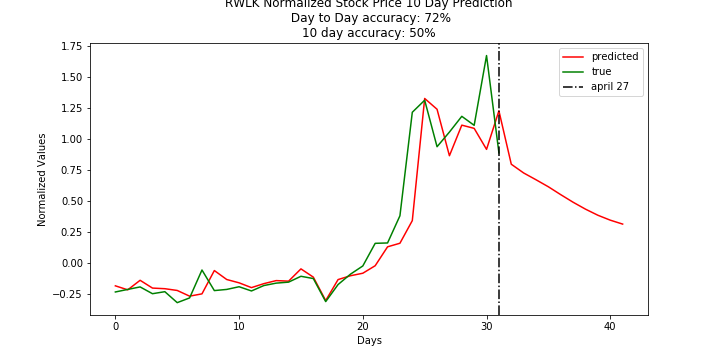 RWLK Normalized Stock Price 10 Day Prediction
Day to Day accuracy: 72%
10 day accuracy: 50%
predicted
true
april 27
Normalized Values
1.75
1.50
1.25
1.00
0.75
0.50
0.25
0.00
−0.25
0
10
20
30
40
Days